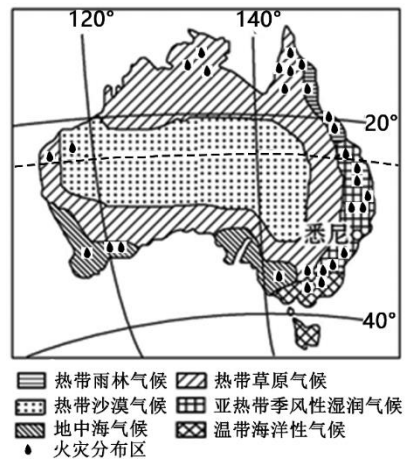 120° 140°
20°
悉尼
40°
热带雨林气候 热带草原气候
热带沙漠气候 亚热带季风性湿润气候
地中海气候 温带海洋性气候
火灾分布区